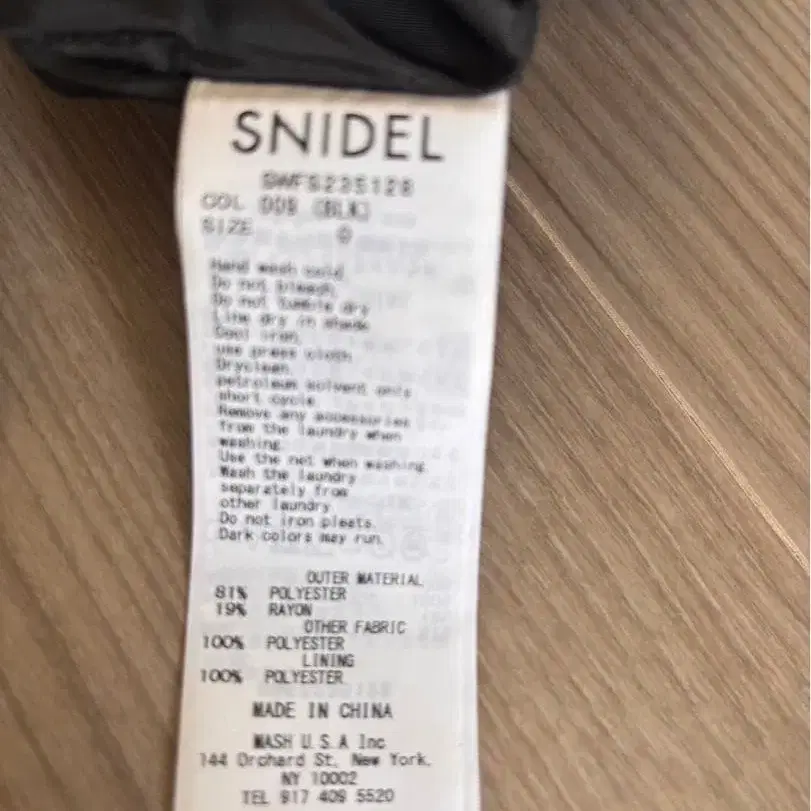 SNIDEL
SWFS235128
COL 009 (BLK)
SIZE 0
Hand wash cold.
Do not bleach.
Do not tumble dry
Line dry in shade.
Cool iron.
use press cloth
Dryclean.
petroleum solvent only
short cycle.
Remove any accessories
from the laundry when
washing.
Use the net when washing.
Wash the laundry
separately from
other laundry
Do not iron pleats.
Dark colors may run.
OUTER MATERIAL
81% POLYESTER
19% RAYON
OTHER FABRIC
100% POLYESTER
LINING
100% POLYESTER
MADE IN CHINA
MASH U.S.A Inc
144 Orchard St. New York.
NY 10002
TEL 917 409 5520